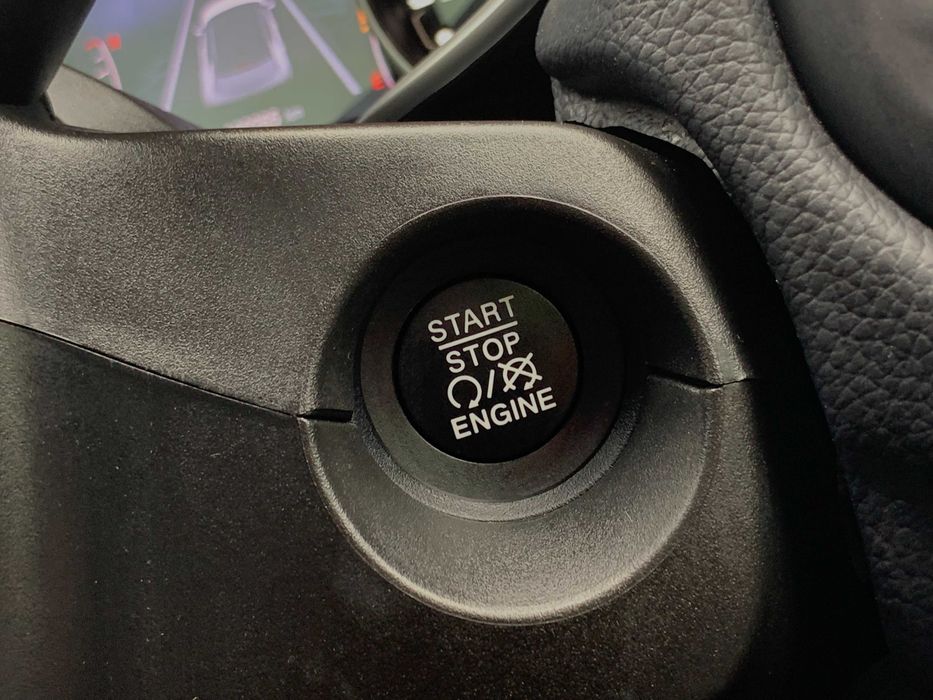 START
STOP
/
ENGINE